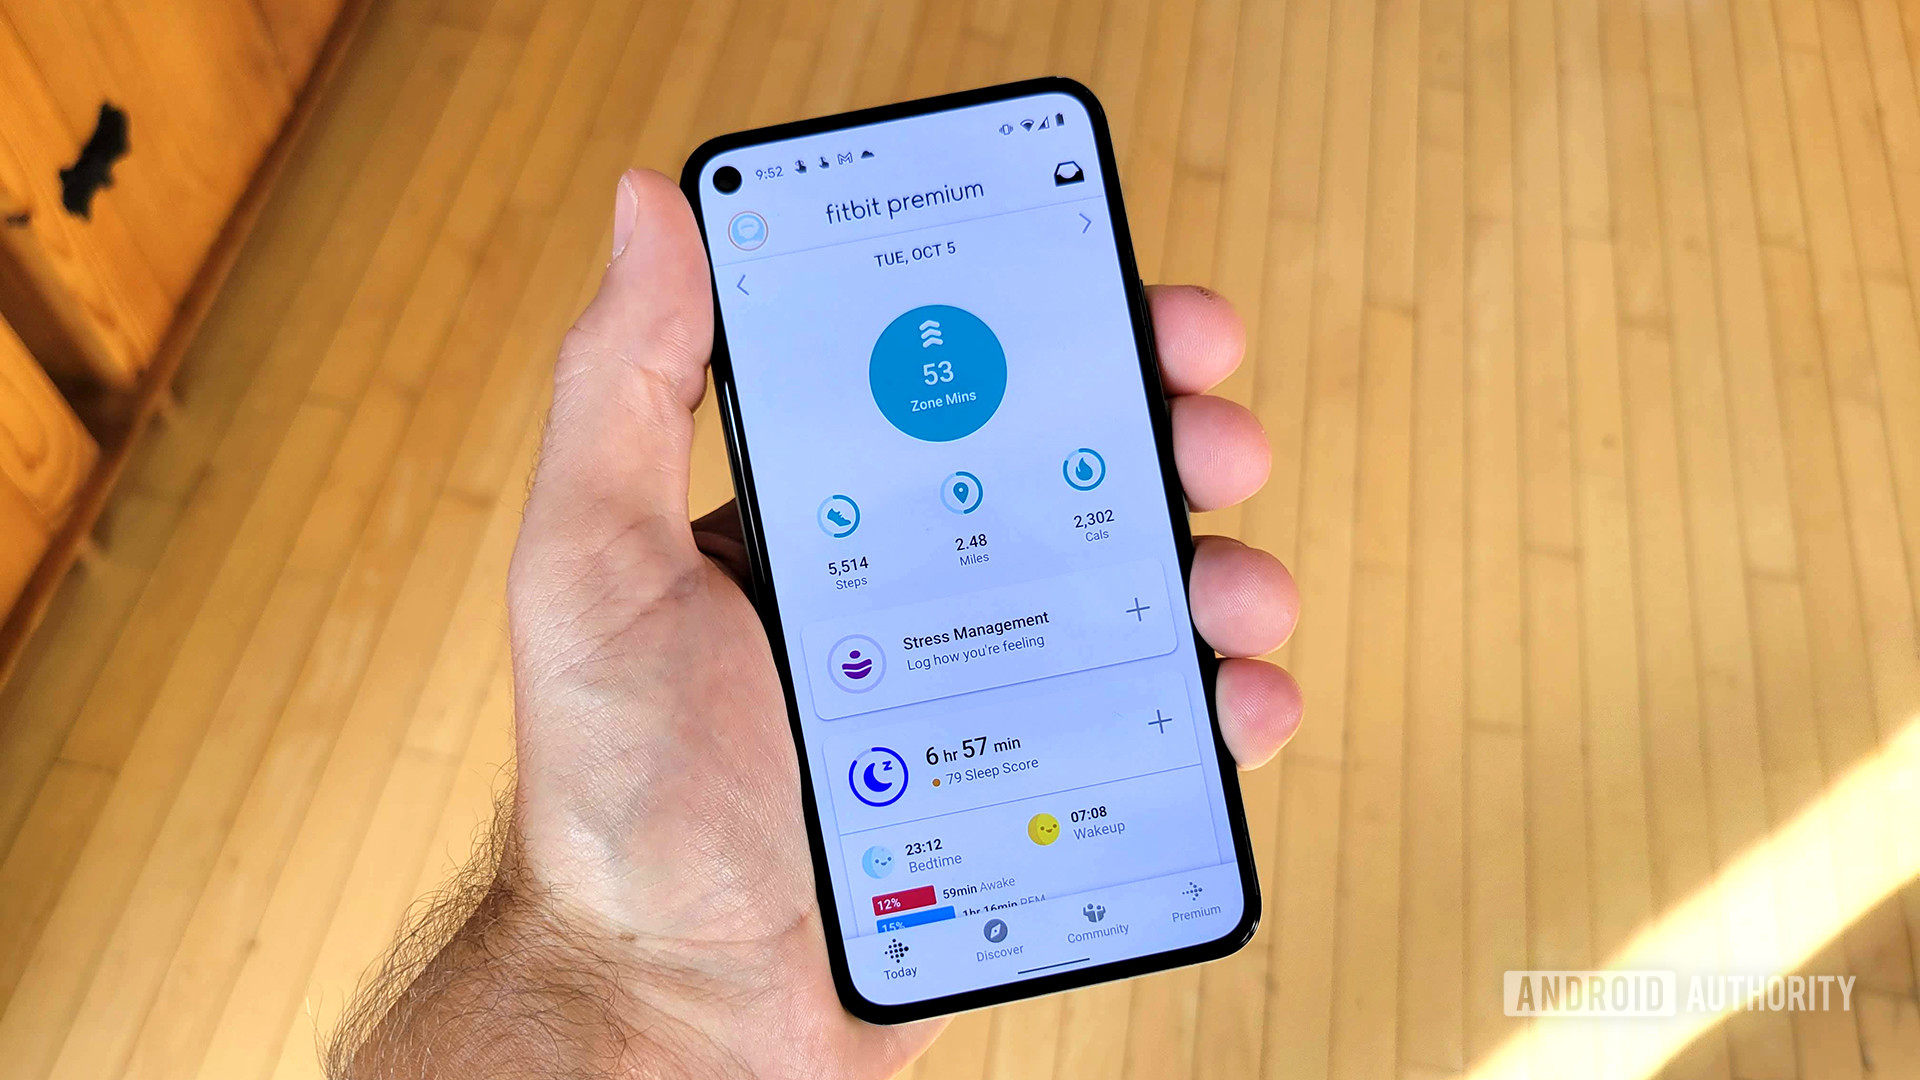 9:52
fitbit premium
TUE, OCT 5
53
Zone Mins
5,514
Steps
2.48
Miles
2,302
Cals
Stress Management
Log how you're feeling
6 hr 57 min
79 Sleep Score
23:12
Bedtime
07:08
Wakeup
12% 59min Awake
15% 1hr 16min REM
Today
Discover
Community
Premium
ANDROID AUTHORITY